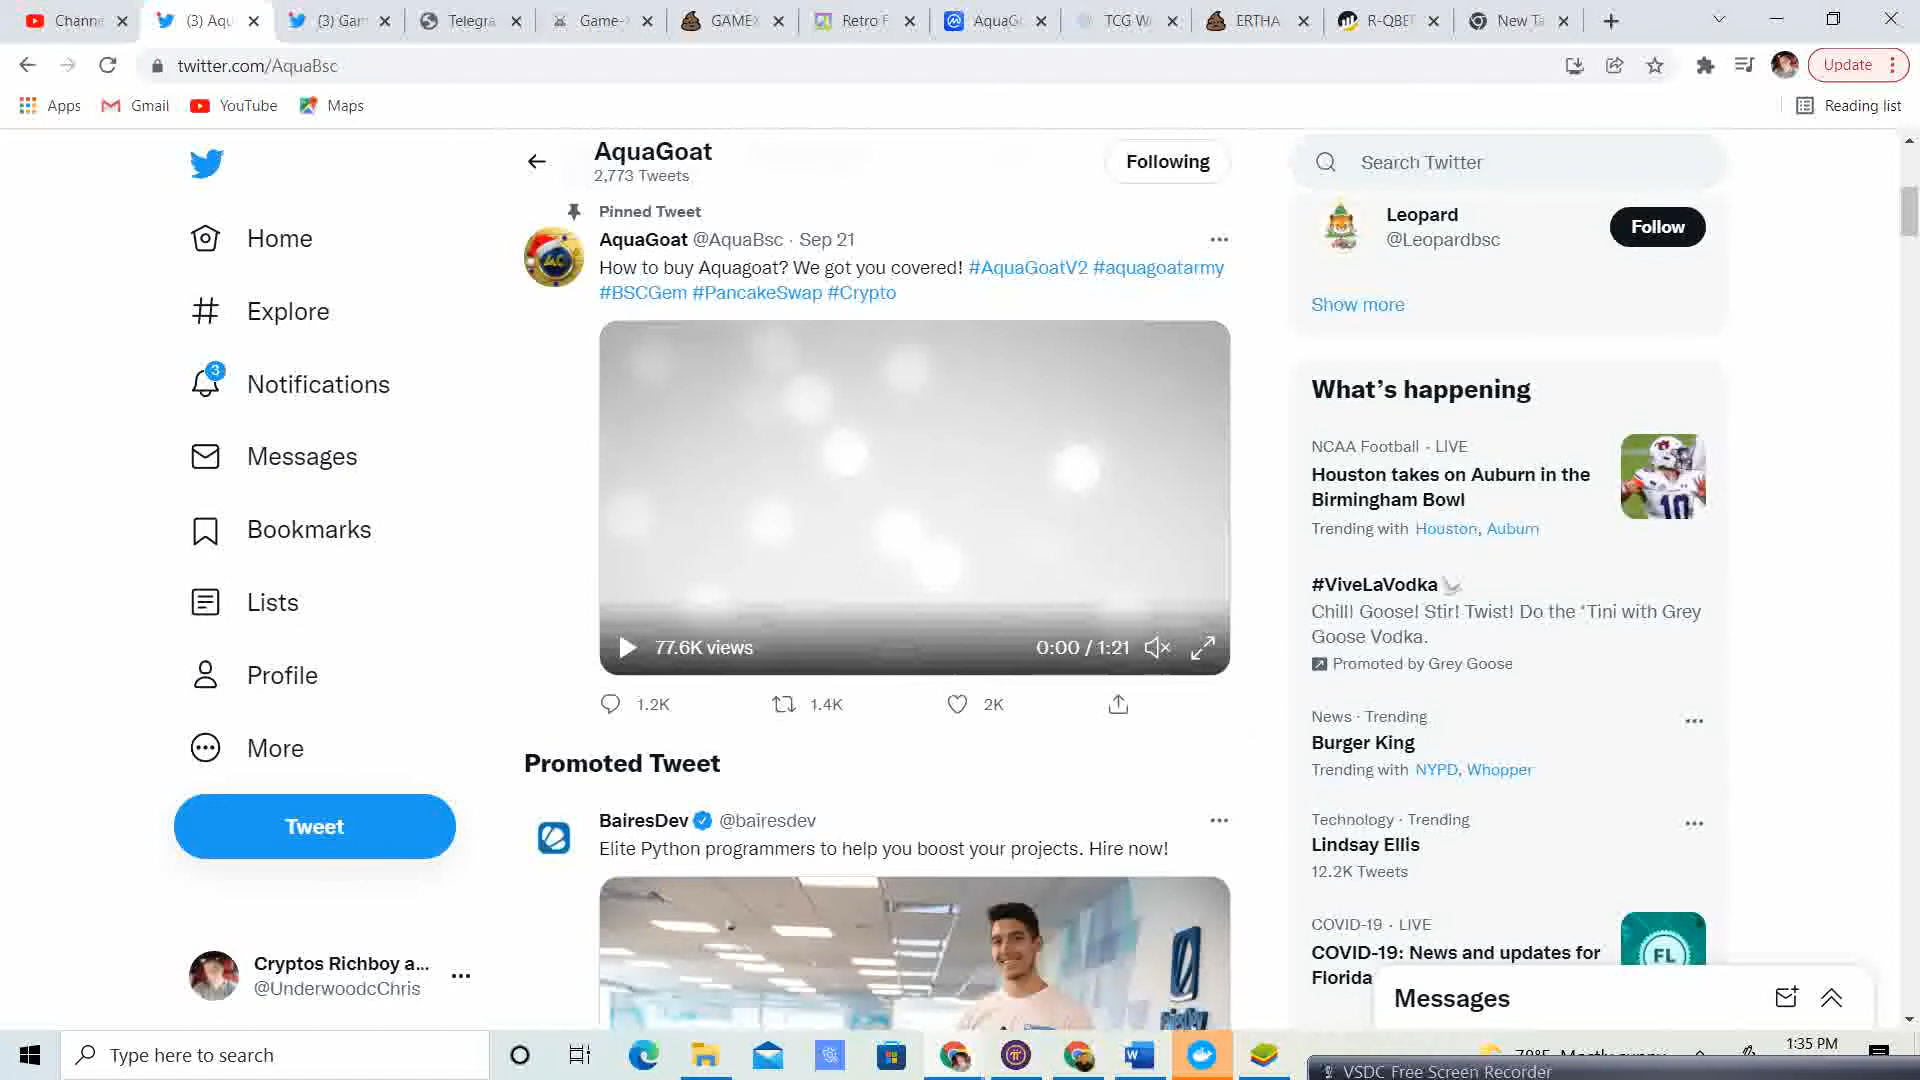 Channe
(3) Aqu
(3) Gam
Telegra
Game-
GAMEX
Retro F
AquaG
TCG W
ERTHA
R-QBE
New Ta
twitter.com/AquaBsc
Update
Apps
Gmail
YouTube
Maps
Reading list
Home
Explore
3
Notifications
Messages
Bookmarks
Lists
Profile
More
Tweet
Cryptos Richboy a...
@UnderwoodcChris
AquaGoat
2,773 Tweets
Following
Pinned Tweet
AquaGoat @AquaBsc · Sep 21
How to buy Aquagoat? We got you covered! #AquaGoatV2 #aquagoatarmy
#BSCGem #PancakeSwap #Crypto
77.6K views
0:00 / 1:21
1.2K
1.4K
2K
Promoted Tweet
BairesDev @bairesdev
Elite Python programmers to help you boost your projects. Hire now!
Search Twitter
Leopard
@Leopardbsc
Follow
Show more
What's happening
NCAA Football · LIVE
Houston takes on Auburn in the
Birmingham Bowl
Trending with Houston, Auburn
10
#ViveLaVodka
Chill! Goose! Stir! Twist! Do the 'Tini with Grey
Goose Vodka.
Promoted by Grey Goose
News · Trending
Burger King
Trending with NYPD, Whopper
Technology · Trending
Lindsay Ellis
12.2K Tweets
COVID-19 · LIVE
COVID-19: News and updates for
Florida
FL
Messages
Type here to search
1:35 PM
VSDC Free Screen Recorder